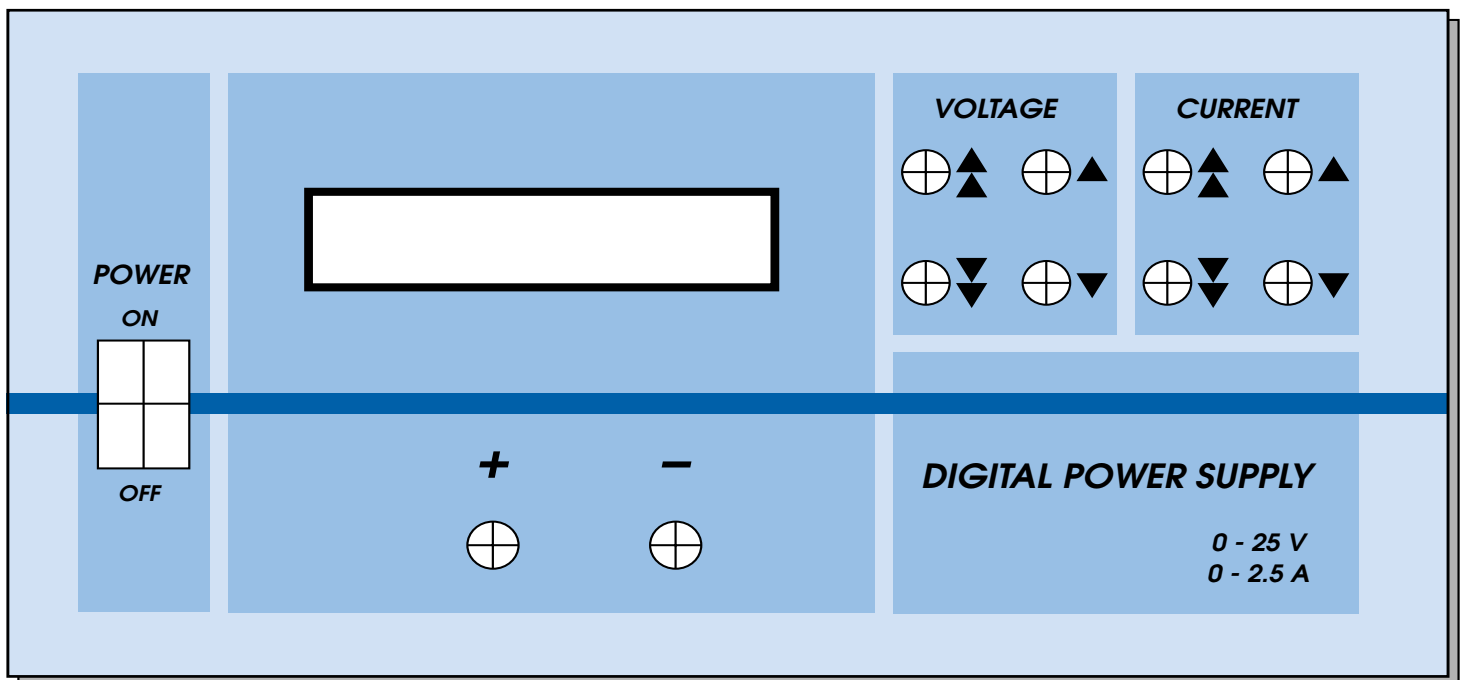 VOLTAGE
CURRENT
POWER
ON
OFF
+ −
DIGITAL POWER SUPPLY
0 - 25 V
0 - 2.5 A